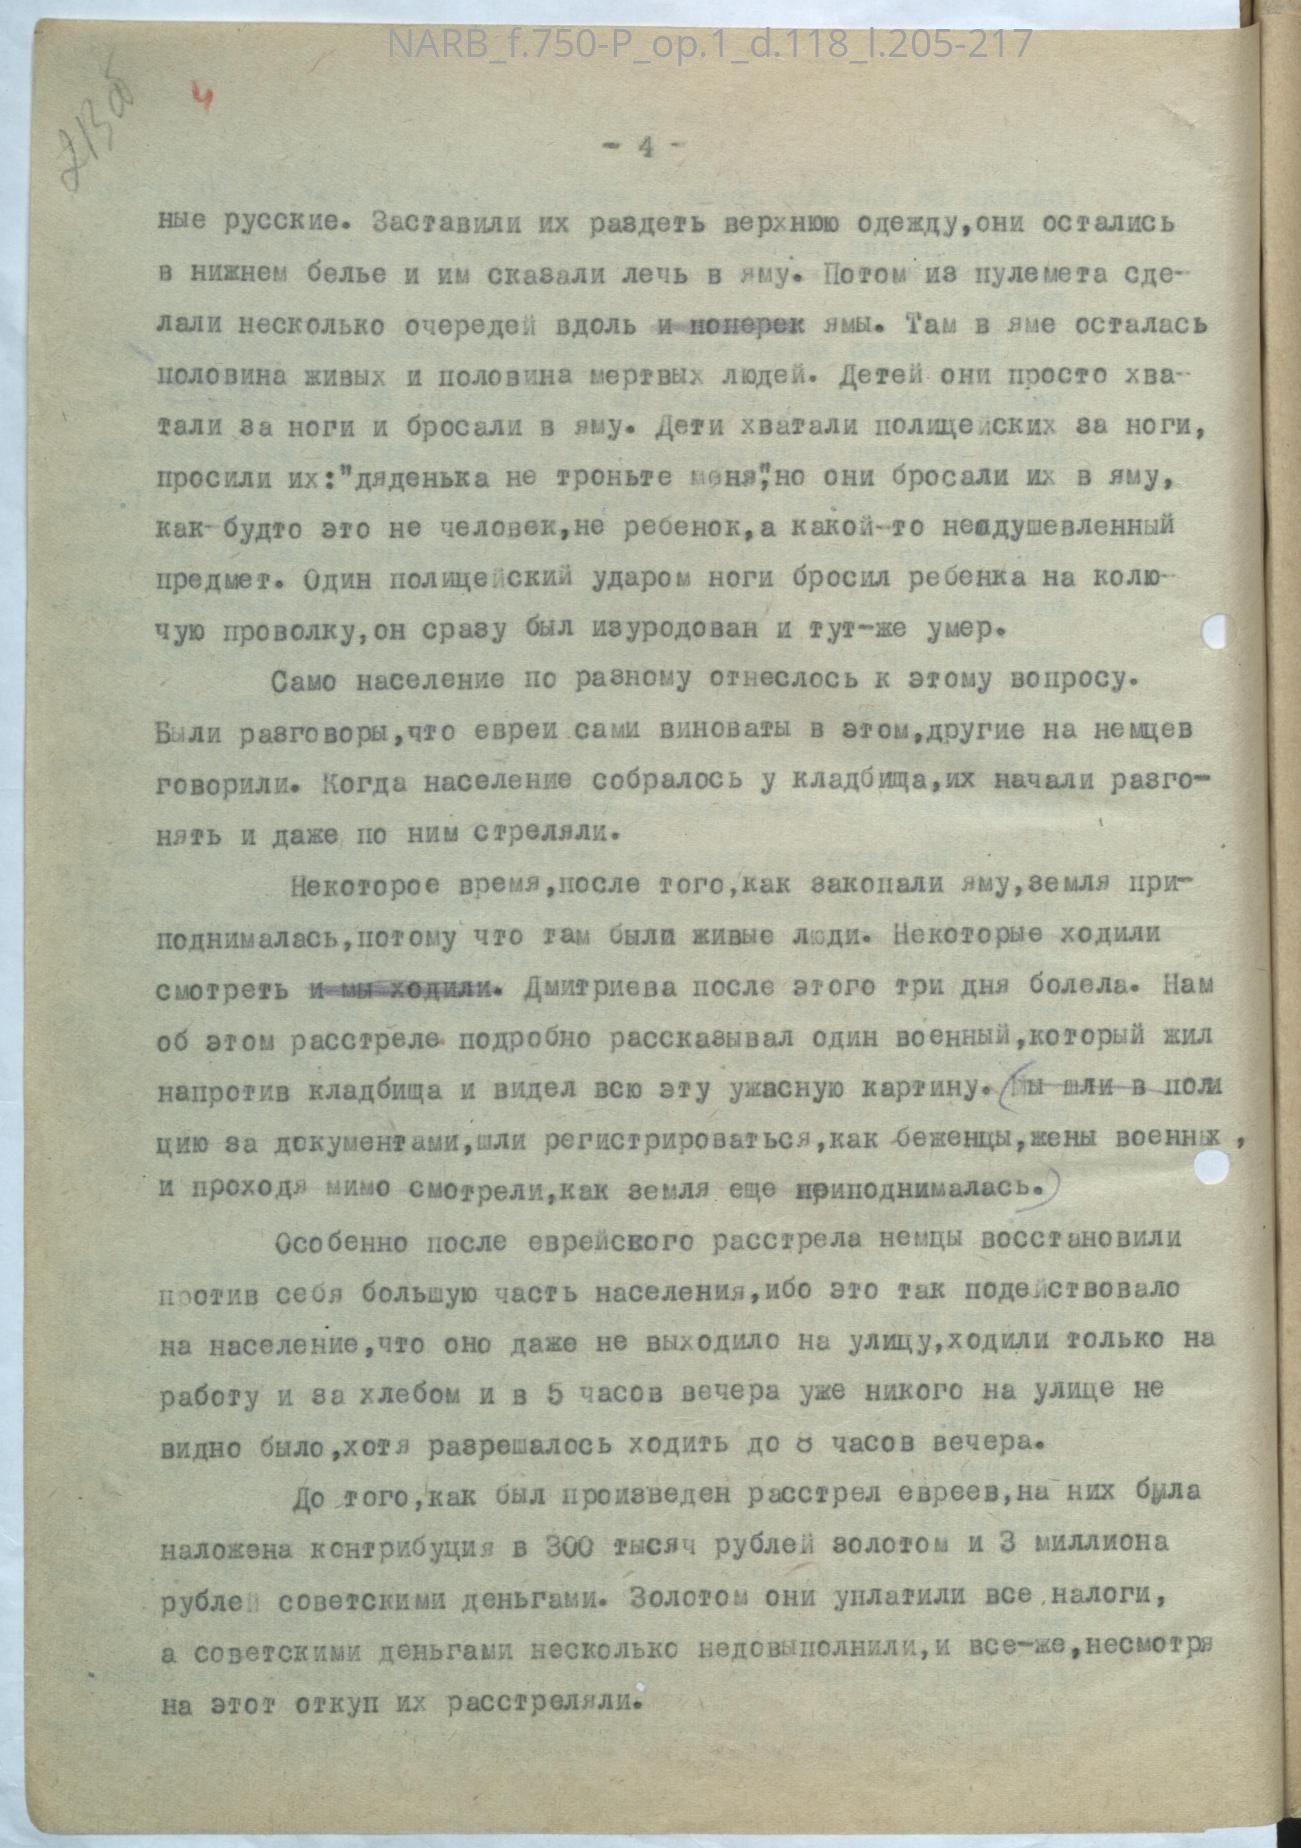 NARB_f.750-P_op.1_d.118_l.205-217
213об
4
- 4 -
ные русские. Заставили их раздеть верхнюю одежду,они остались
в нижнем белье и им сказали лечь в яму. Потом из пулемета сде-
лали несколько очередей вдоль и поперек ямы. Там в яме осталась
половина живых и половина мертвых людей. Детей они просто хва-
тали за ноги и бросали в яму. Дети хватали полицейских за ноги,
просили их:"дяденька не троньте меня",но они бросали их в яму,
как-будто это не человек,не ребенок,а какой-то неодушевленный
предмет. Один полицейский ударом ноги бросил ребенка на колю-
чую проволку,он сразу был изуродован и тут-же умер.
Само население по разному отнеслось к этому вопросу.
Были разговоры,что евреи сами виноваты в этом,другие на немцев
говорили. Когда население собралось у кладбища,их начали разго-
нять и даже по ним стреляли.
Некоторое время,после того,как закопали яму,земля при-
поднималась,потому что там были живые люди. Некоторые ходили
смотреть и мы ходили. Дмитриева после этого три дня болела. Нам
об этом расстреле подробно рассказывал один военный,который жил
напротив кладбища и видел всю эту ужасную картину. (Мы шли в поли
цию за документами,шли регистрироваться,как беженцы,жены военных,
и проходя мимо смотрели,как земля еще приподнималась.)
Особенно после еврейского расстрела немцы восстановили
против себя большую часть населения,ибо это так подействовало
на население,что оно даже не выходило на улицу,ходили только на
работу и за хлебом и в 5 часов вечера уже никого на улице не
видно было,хотя разрешалось ходить до 8 часов вечера.
До того,как был произведен расстрел евреев,на них была
наложена контрибуция в 300 тысяч рублей золотом и 3 миллиона
рублей советскими деньгами. Золотом они уплатили все налоги,
а советскими деньгами несколько недовыполнили,и все-же,несмотря
на этот откуп их расстреляли.